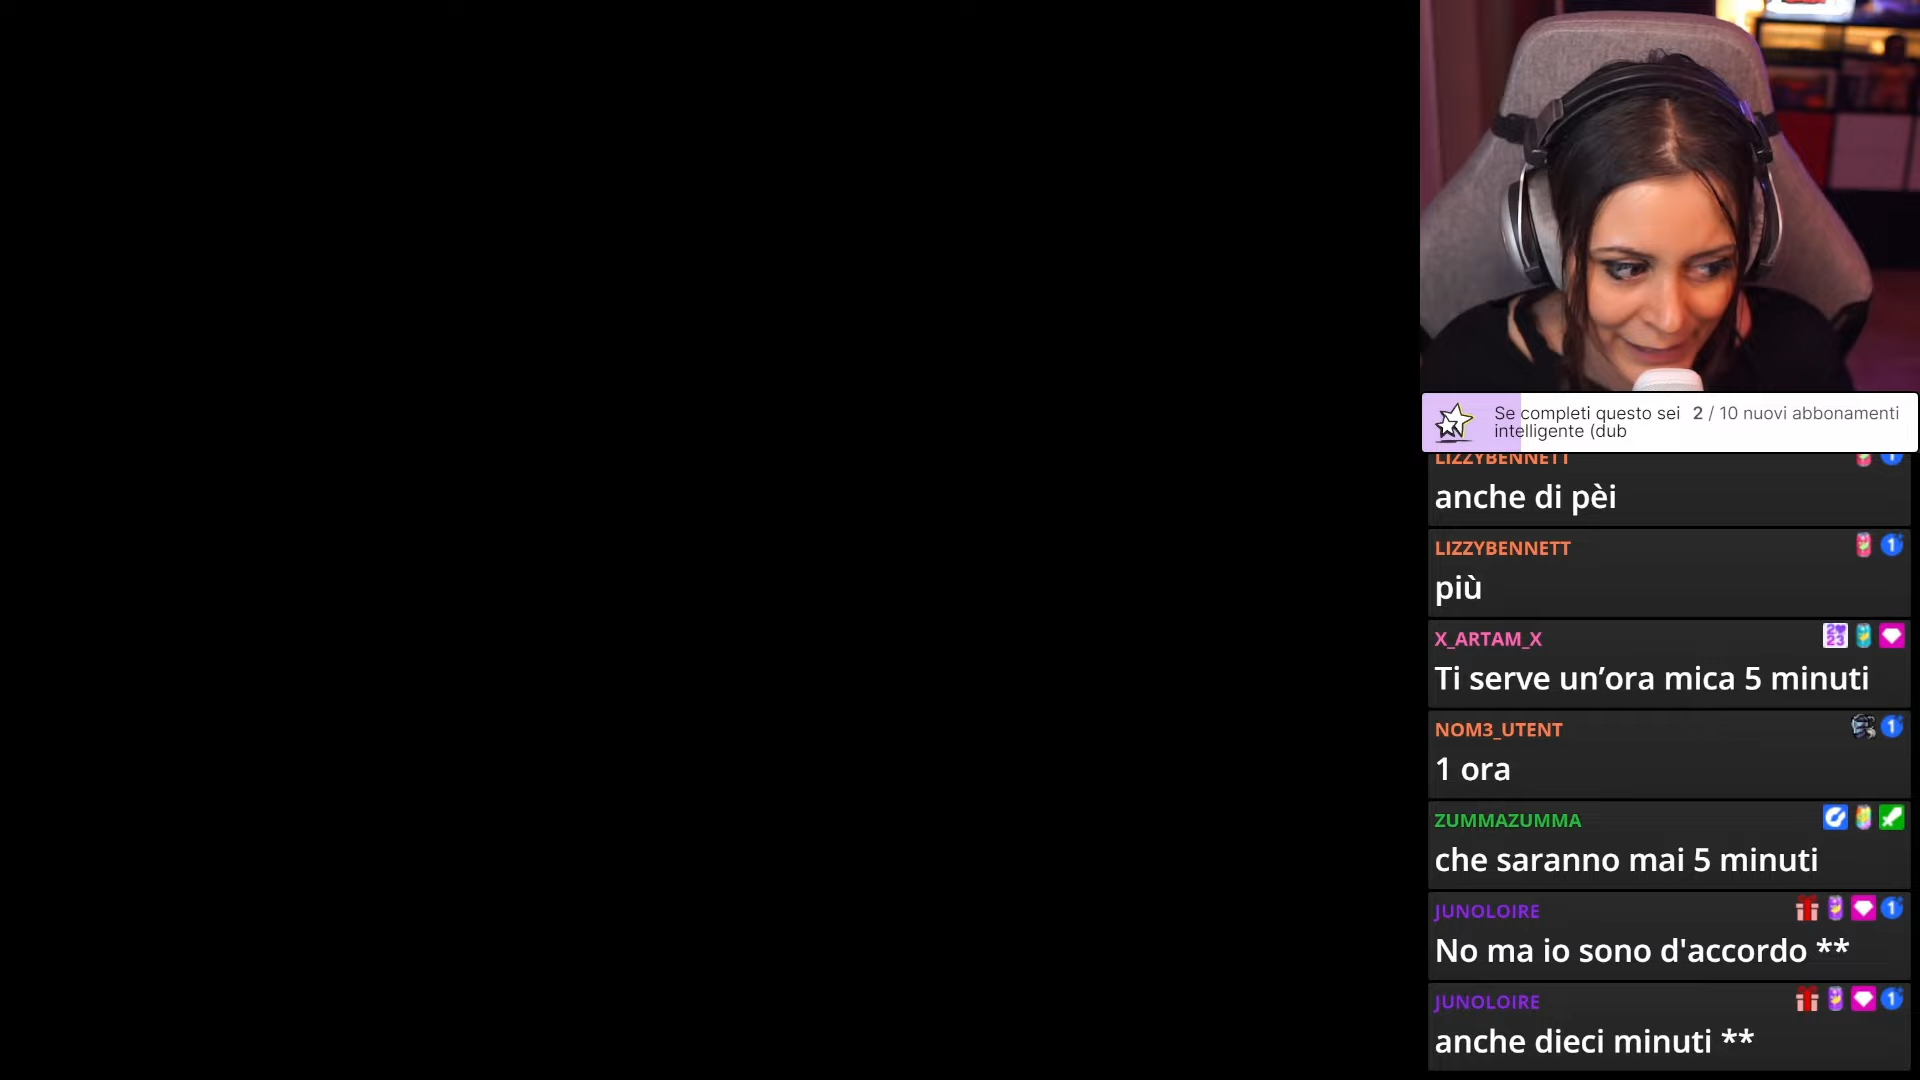 Se completi questo sei 2 / 10 nuovi abbonamenti
intelligente (dub
LIZZYBENNETT
anche di pèi
LIZZYBENNETT
più
X_ARTAM_X
Ti serve un’ora mica 5 minuti
NOM3_UTENT
1 ora
ZUMMAZUMMA
che saranno mai 5 minuti
JUNOLOIRE
No ma io sono d'accordo **
JUNOLOIRE
anche dieci minuti **